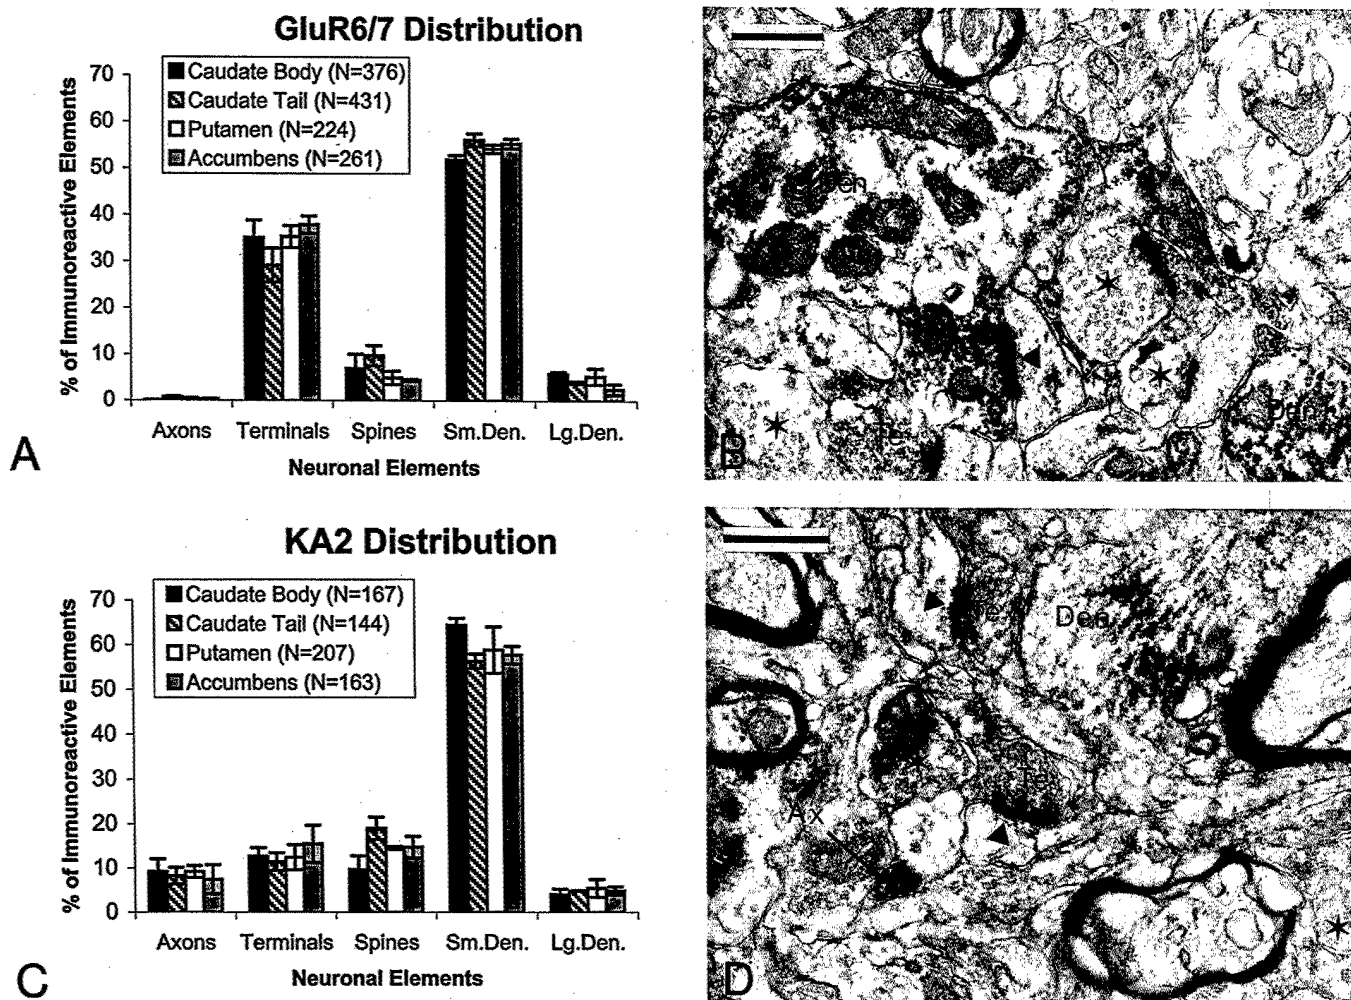 GluR6/7 Distribution
% of Immunoreactive Elements
70
60
50
40
30
20
10
0
Caudate Body (N=376)
Caudate Tail (N=431)
Putamen (N=224)
Accumbens (N=261)
Axons Terminals Spines Sm.Den. Lg.Den.
Neuronal Elements
A
Den
Te
Den
B
KA2 Distribution
% of Immunoreactive Elements
70
60
50
40
30
20
10
0
Caudate Body (N=167)
Caudate Tail (N=144)
Putamen (N=207)
Accumbens (N=163)
Axons Terminals Spines Sm.Den. Lg.Den.
Neuronal Elements
C
Te
Den
Te
Ax
D